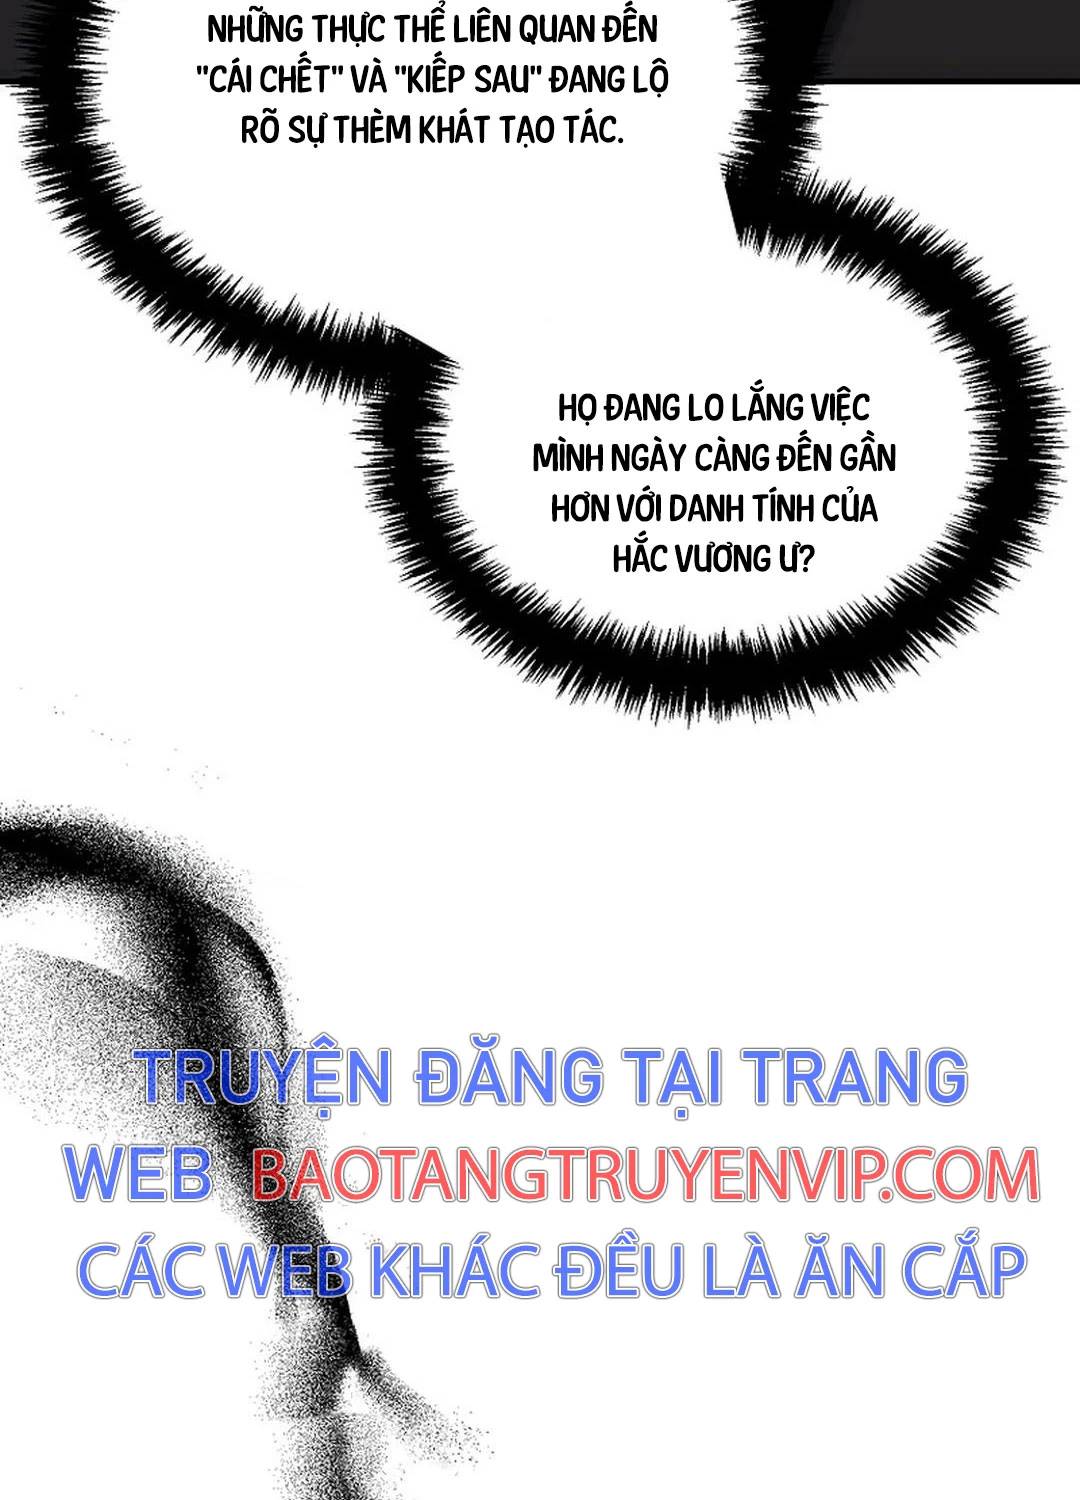 NHỮNG THỰC THỂ LIÊN QUAN ĐẾN
"CÁI CHẾT" VÀ "KIẾP SAU" ĐANG LỘ
RÕ SỰ THÈM KHÁT TẠO TÁC.
HỌ ĐANG LO LẮNG VIỆC
MÌNH NGÀY CÀNG ĐẾN GẦN
HƠN VỚI DANH TÍNH CỦA
HẮC VƯƠNG Ư?
TRUYỆN ĐĂNG TẠI TRANG
WEB BAOTANGTRUYENVIP.COM
CÁC WEB KHÁC ĐỀU LÀ ĂN CẮP